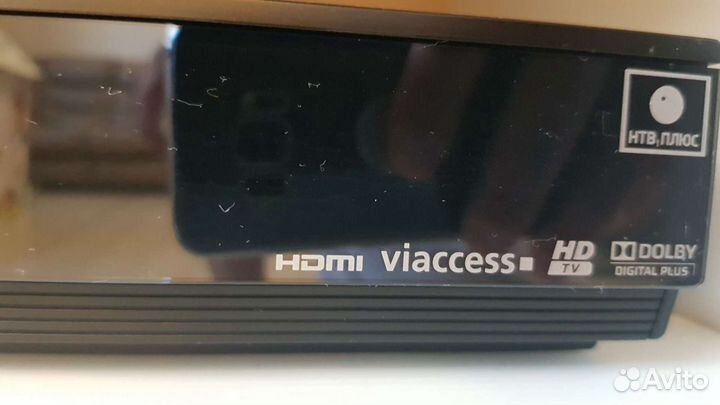 НТВ, ПЛЮС
HDMI viaccess
HD
TV
DOLBY
DIGITAL PLUS
Avito